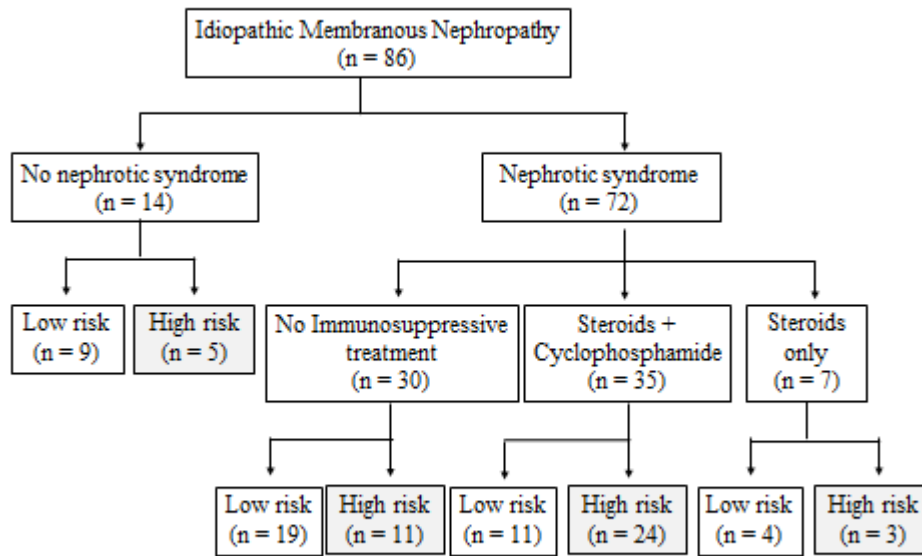 Idiopathic Membranous Nephropathy
(n = 86)
No nephrotic syndrome
(n = 14)
Nephrotic syndrome
(n = 72)
Low risk
(n = 9)
High risk
(n = 5)
No Immunosuppressive
treatment
(n = 30)
Steroids +
Cyclophosphamide
(n = 35)
Steroids
only
(n = 7)
Low risk
(n = 19)
High risk
(n = 11)
Low risk
(n = 11)
High risk
(n = 24)
Low risk
(n = 4)
High risk
(n = 3)